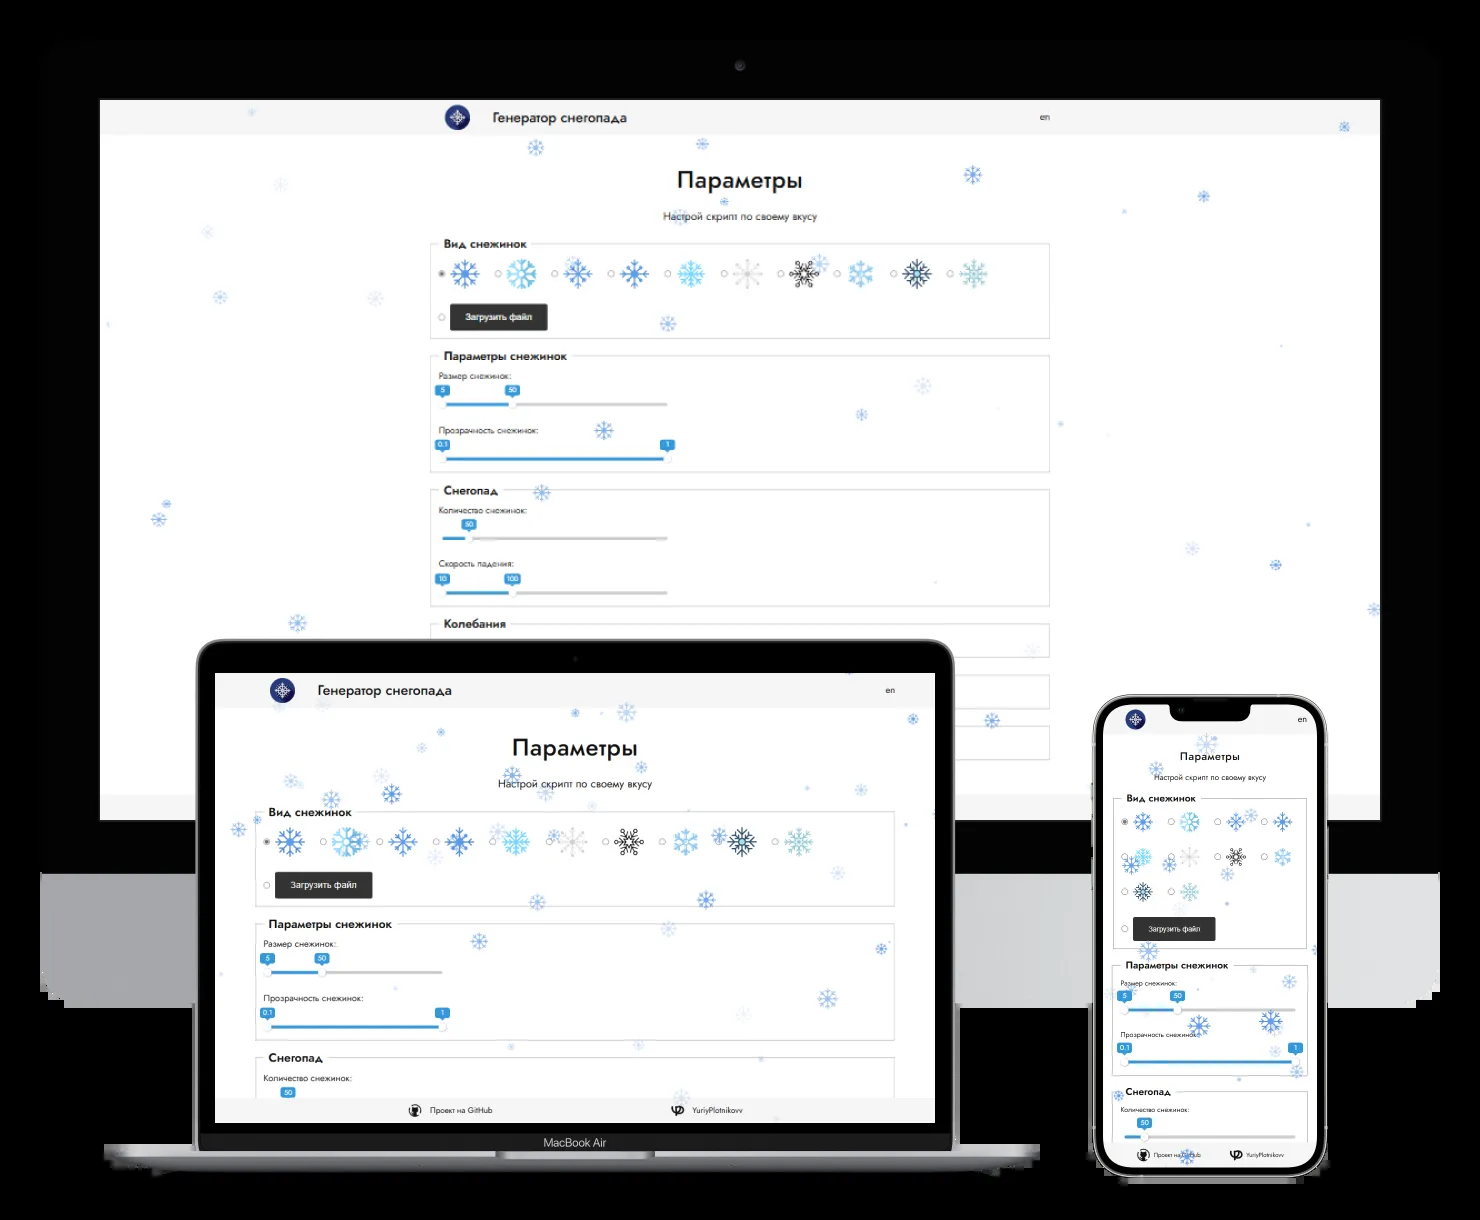 Генератор снегопада
en
Параметры
Настрой скрипт по своему вкусу
Вид снежинок
Загрузить файл
Параметры снежинок
Размер снежинок:
5 50
Прозрачность снежинок:
0.1 1
Снегопад
Количество снежинок:
50
Скорость падения:
10 100
Колебания
Генератор снегопада
en
Параметры
Настрой скрипт по своему вкусу
Вид снежинок
Загрузить файл
Параметры снежинок
Размер снежинок:
5 50
Прозрачность снежинок:
0.1 1
Снегопад
Количество снежинок:
50
Проект на GitHub
YuriyPlotnikovv
MacBook Air
en
Параметры
Настрой скрипт по своему вкусу
Вид снежинок
Загрузить файл
Параметры снежинок
Размер снежинок:
5 50
Прозрачность снежинок:
0.1 1
Снегопад
Количество снежинок:
50
Проект на GitHub
YuriyPlotnikovv